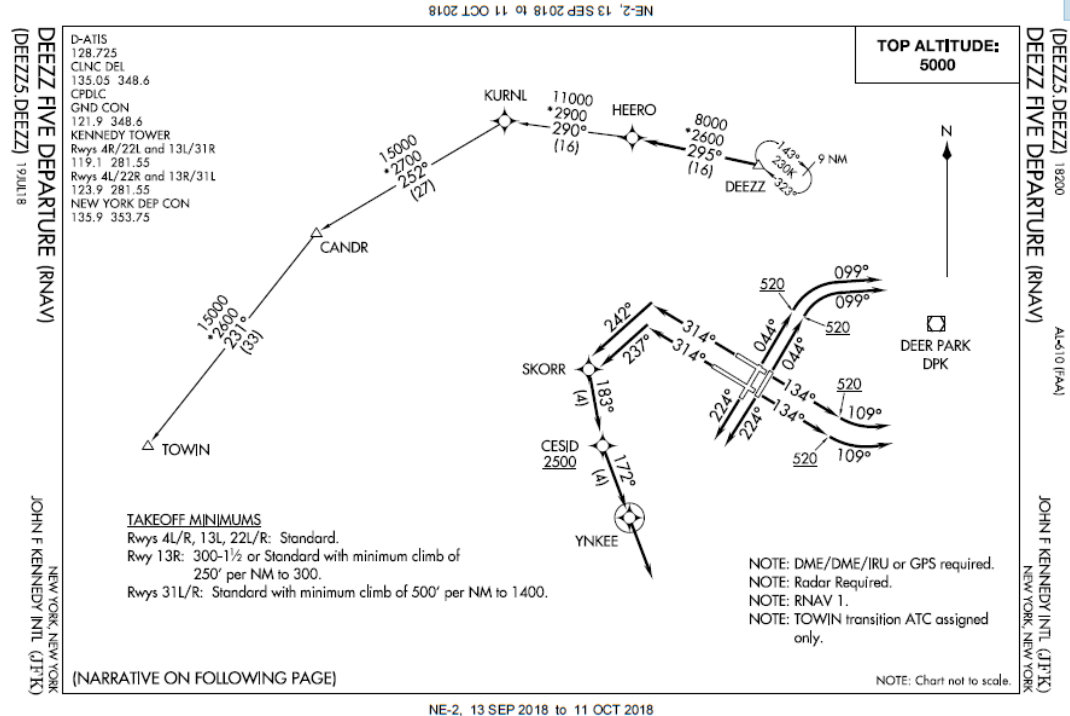 NE-2, 13 SEP 2018 to 11 OCT 2018
(DEEZZ5.DEEZZ) 19JUL18
DEEZZ FIVE DEPARTURE (RNAV)
JOHN F KENNEDY INTL (JFK)
NEW YORK, NEW YORK
D-ATIS
128.725
CLNC DEL
135.05 348.6
CPDLC
GND CON
121.9 348.6
KENNEDY TOWER
Rwys 4R/22L and 13L/31R
119.1 281.55
Rwys 4L/22R and 13R/31L
123.9 281.55
NEW YORK DEP CON
135.9 353.75
TOP ALTITUDE:
5000
KURNL
11000
*2900
290°
(16)
HEERO
8000
*2600
295°
(16)
DEEZZ
143°
230K
323°
9 NM
N
15000
*2700
252°
(27)
CANDR
15000
*2600
231°
(33)
TOWIN
DEER PARK
DPK
099°
099°
520
520
044°
044°
242°
237°
314°
314°
SKORR
183°
(4)
CESID
2500
172°
(4)
YNKEE
224°
224°
134°
134°
520
109°
520
109°
TAKEOFF MINIMUMS
Rwys 4L/R, 13L, 22L/R: Standard.
Rwy 13R: 300-1½ or Standard with minimum climb of
250' per NM to 300.
Rwys 31L/R: Standard with minimum climb of 500' per NM to 1400.
NOTE: DME/DME/IRU or GPS required.
NOTE: Radar Required.
NOTE: RNAV 1.
NOTE: TOWIN transition ATC assigned
only.
(NARRATIVE ON FOLLOWING PAGE)
NOTE: Chart not to scale.
(DEEZZ5.DEEZZ) 18200
DEEZZ FIVE DEPARTURE (RNAV)
AL-610 (FAA)
JOHN F KENNEDY INTL (JFK)
NEW YORK, NEW YORK
NE-2, 13 SEP 2018 to 11 OCT 2018